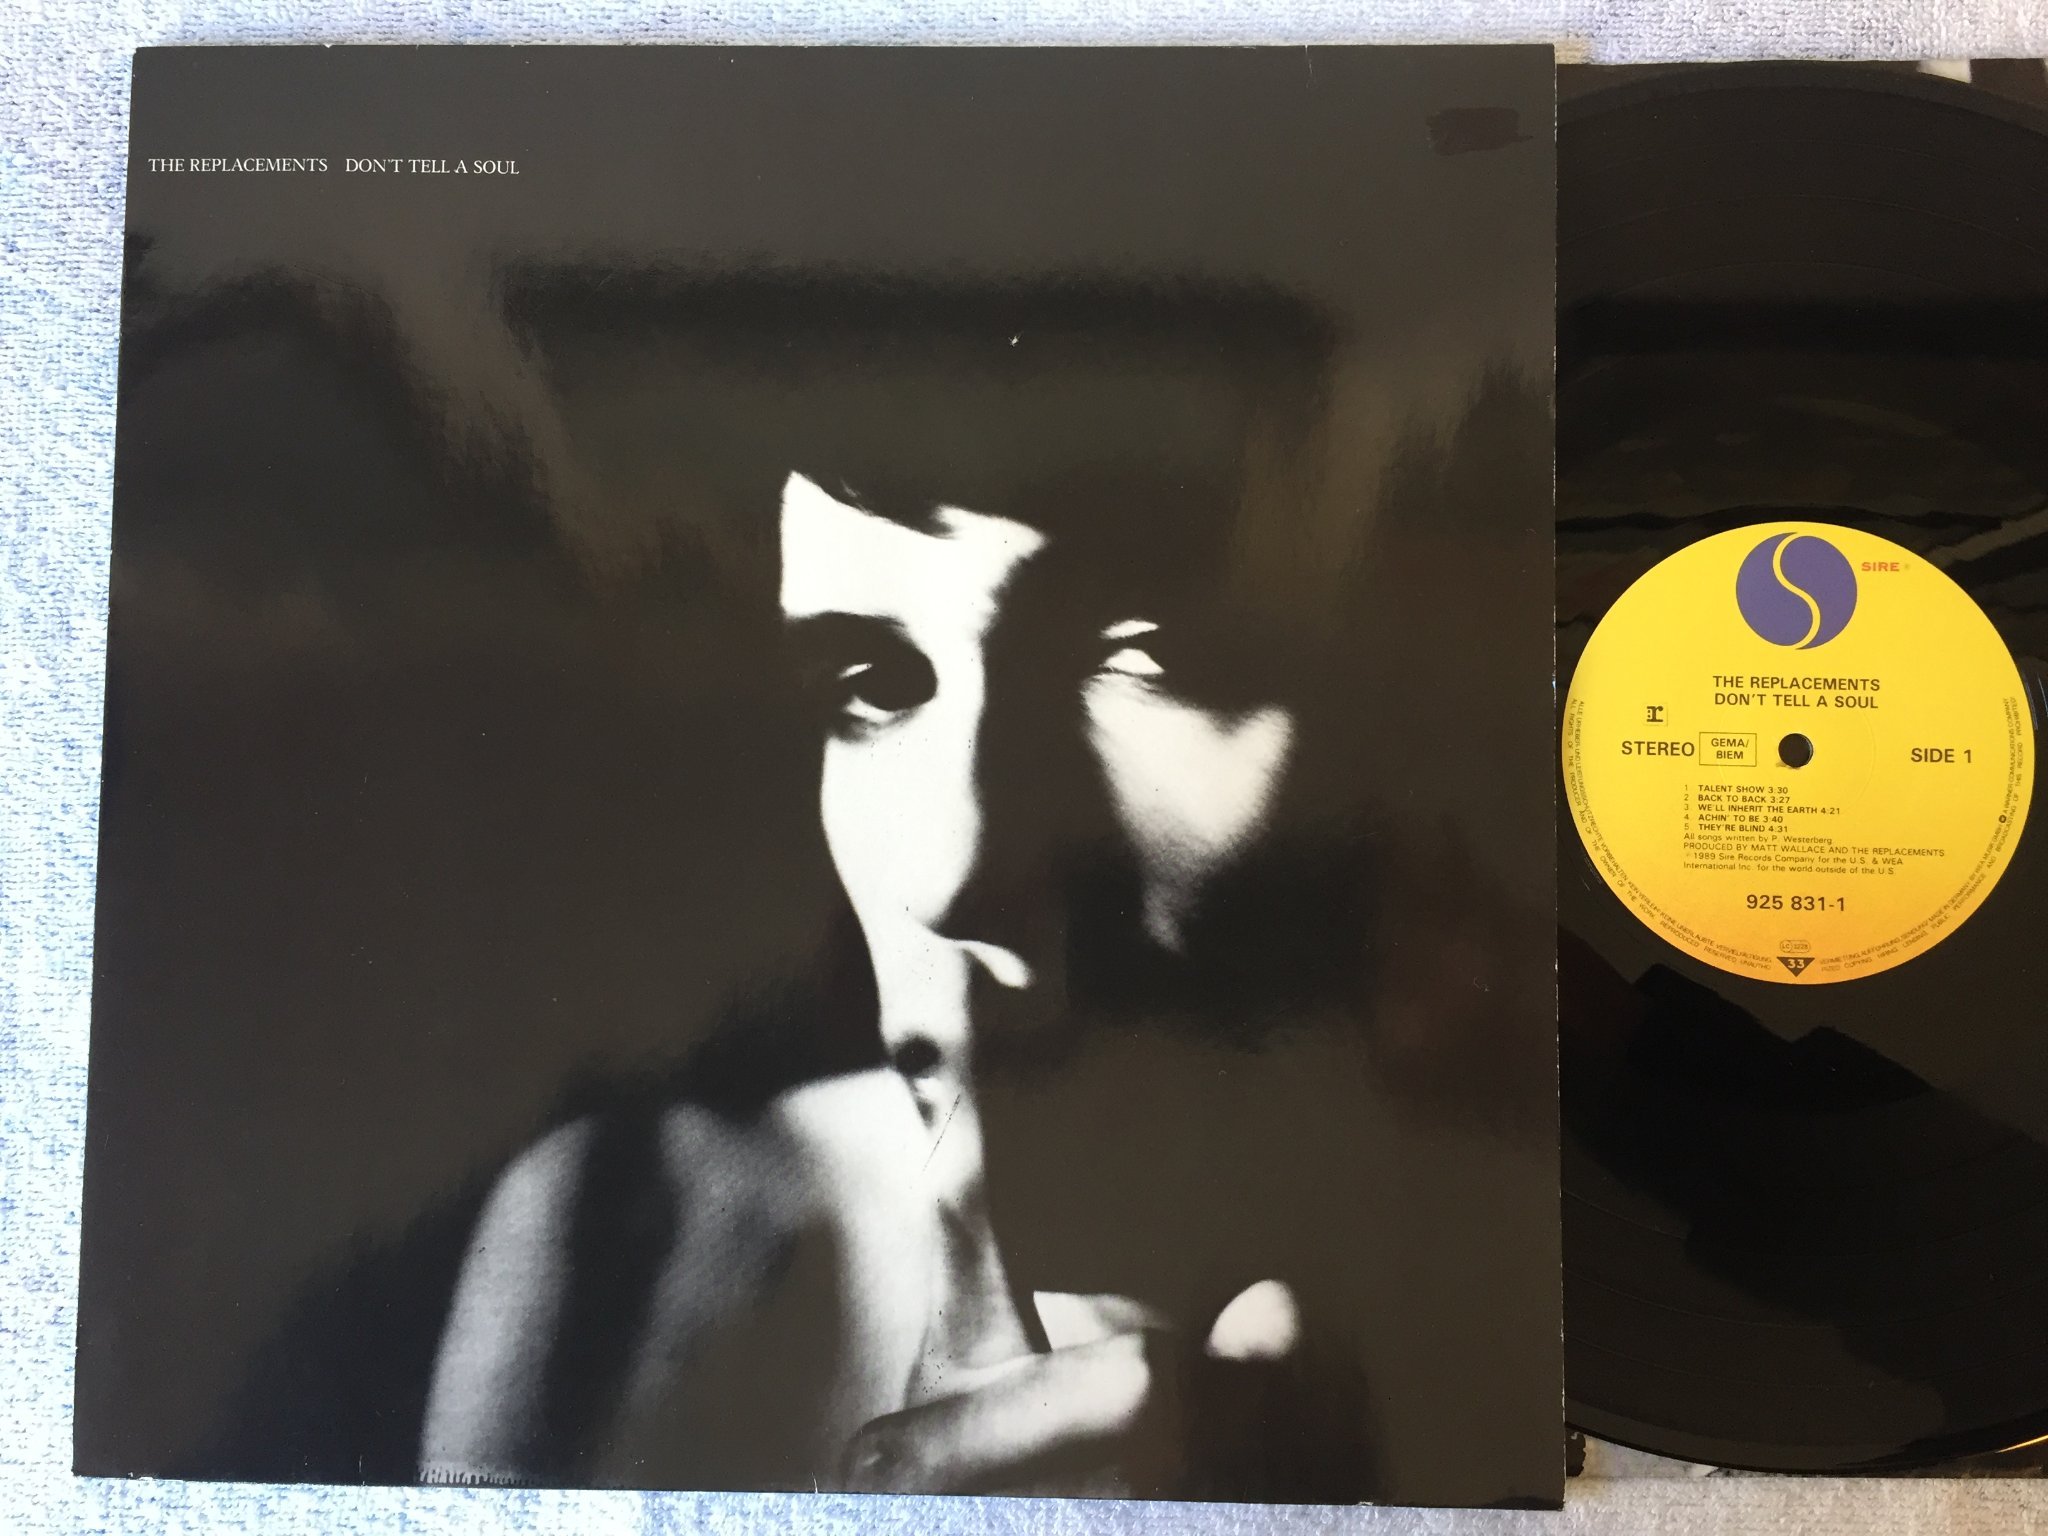 THE REPLACEMENTS DON'T TELL A SOUL
SIRE
THE REPLACEMENTS
DON'T TELL A SOUL
r
STEREO GEMA/ BIEM SIDE 1
1 TALENT SHOW 3:30
2 BACK TO BACK 3:27
3 WE'LL INHERIT THE EARTH 4:21
4 ACHIN' TO BE 3:40
5 THEY'RE BLIND 4:31
All songs written by P. Westerberg
PRODUCED BY MATT WALLACE AND THE REPLACEMENTS
℗ 1989 Sire Records Company for the U.S. & WEA
International Inc. for the world outside of the U.S.
925 831-1
LC 3228
33